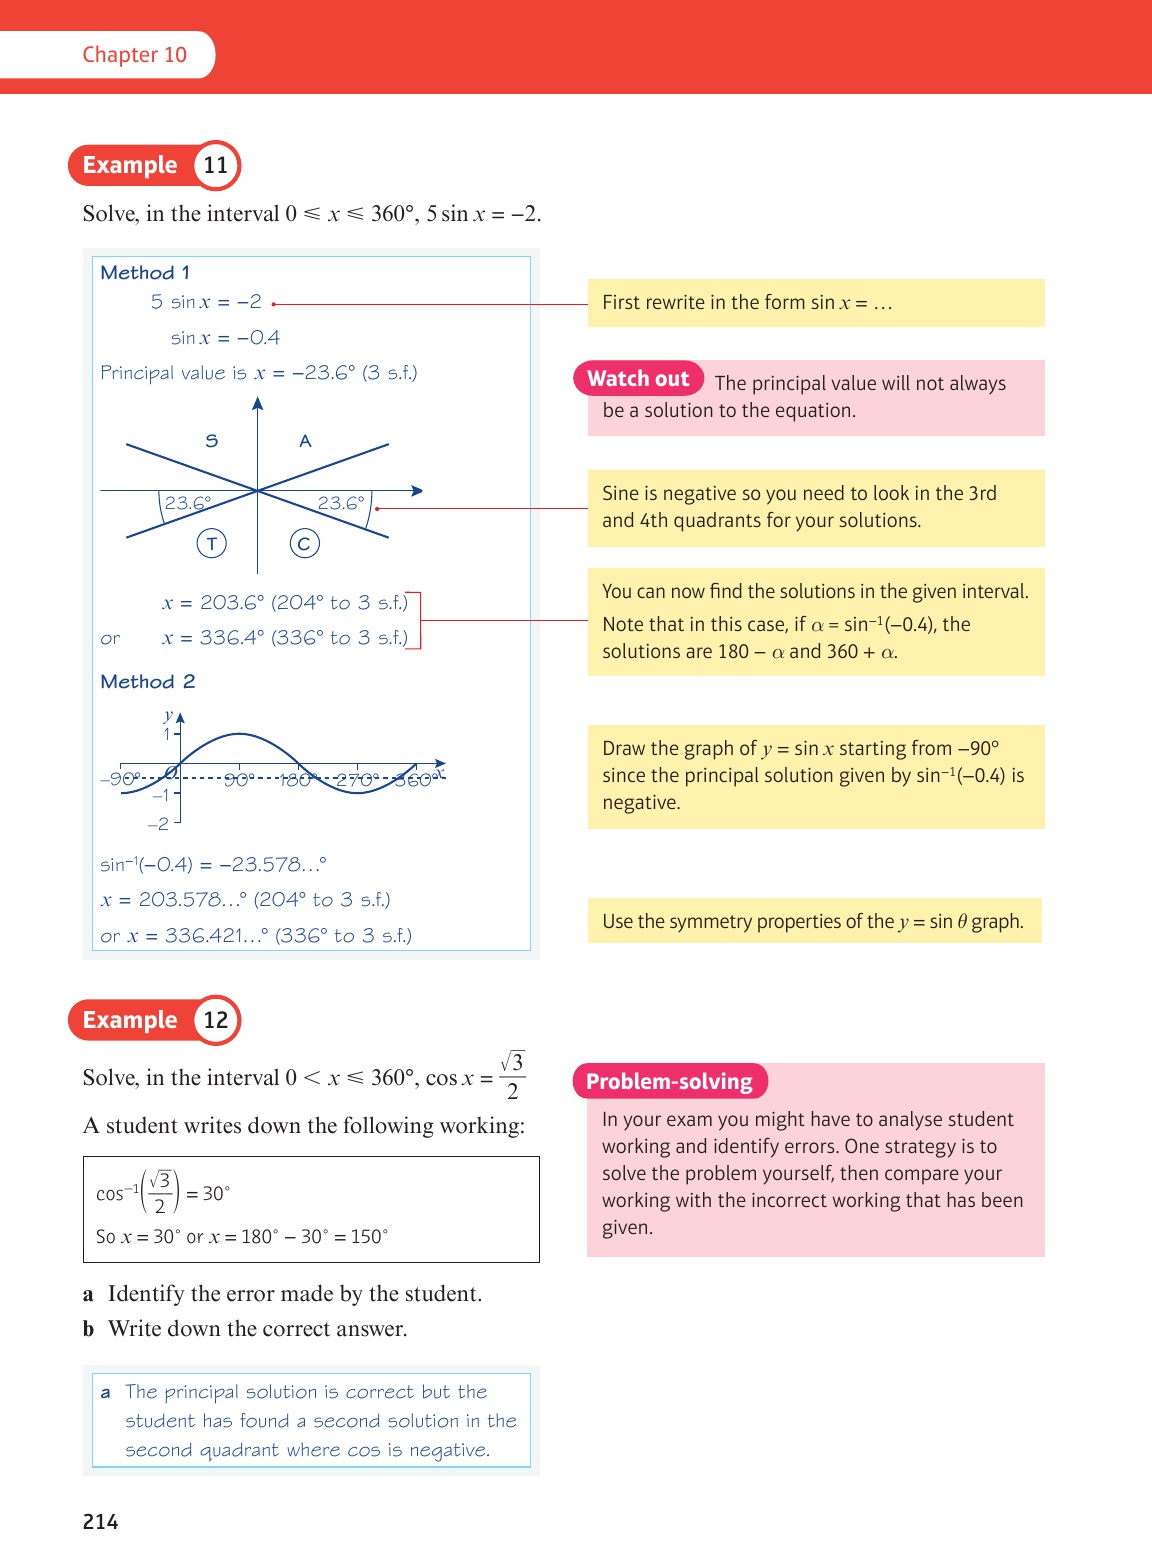 Chapter 10
Example 11
Solve, in the interval 0 ⩽ x ⩽ 360°, 5 sin x = −2.
Method 1
5 sin x = −2
sin x = −0.4
Principal value is x = −23.6° (3 s.f.)
S A
23.6° 23.6°
T C
x = 203.6° (204° to 3 s.f.)
or x = 336.4° (336° to 3 s.f.)
Method 2
y
1
−90° O 90° 180° 270° 360° x
−1
−2
sin⁻¹(−0.4) = −23.578…°
x = 203.578…° (204° to 3 s.f.)
or x = 336.421…° (336° to 3 s.f.)
First rewrite in the form sin x = …
Watch out The principal value will not always
be a solution to the equation.
Sine is negative so you need to look in the 3rd
and 4th quadrants for your solutions.
You can now find the solutions in the given interval.
Note that in this case, if α = sin⁻¹(−0.4), the
solutions are 180 − α and 360 + α.
Draw the graph of y = sin x starting from −90°
since the principal solution given by sin⁻¹(−0.4) is
negative.
Use the symmetry properties of the y = sin θ graph.
Example 12
Solve, in the interval 0 < x ⩽ 360°, cos x = √3/2
A student writes down the following working:
cos⁻¹(√3/2) = 30°
So x = 30° or x = 180° − 30° = 150°
a Identify the error made by the student.
b Write down the correct answer.
a The principal solution is correct but the
student has found a second solution in the
second quadrant where cos is negative.
Problem-solving
In your exam you might have to analyse student
working and identify errors. One strategy is to
solve the problem yourself, then compare your
working with the incorrect working that has been
given.
214